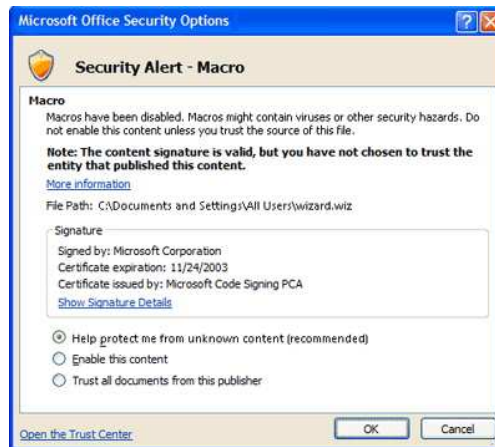 Microsoft Office Security Options
Security Alert - Macro
Macro
Macros have been disabled. Macros might contain viruses or other security hazards. Do
not enable this content unless you trust the source of this file.
Note: The content signature is valid, but you have not chosen to trust the
entity that published this content.
More information
File Path: C:\Documents and Settings\All Users\wizard.wiz
Signature
Signed by: Microsoft Corporation
Certificate expiration: 11/24/2003
Certificate issued by: Microsoft Code Signing PCA
Show Signature Details
Help protect me from unknown content (recommended)
Enable this content
Trust all documents from this publisher
Open the Trust Center
OK
Cancel